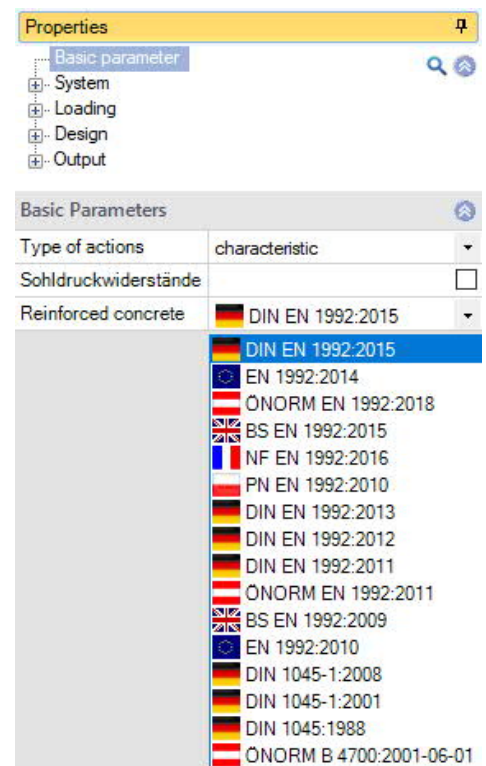 Properties
Basic parameter
System
Loading
Design
Output
Basic Parameters
Type of actions characteristic
Sohldruckwiderstände
Reinforced concrete DIN EN 1992:2015
DIN EN 1992:2015
EN 1992:2014
ÖNORM EN 1992:2018
BS EN 1992:2015
NF EN 1992:2016
PN EN 1992:2010
DIN EN 1992:2013
DIN EN 1992:2012
DIN EN 1992:2011
ÖNORM EN 1992:2011
BS EN 1992:2009
EN 1992:2010
DIN 1045-1:2008
DIN 1045-1:2001
DIN 1045:1988
ÖNORM B 4700:2001-06-01